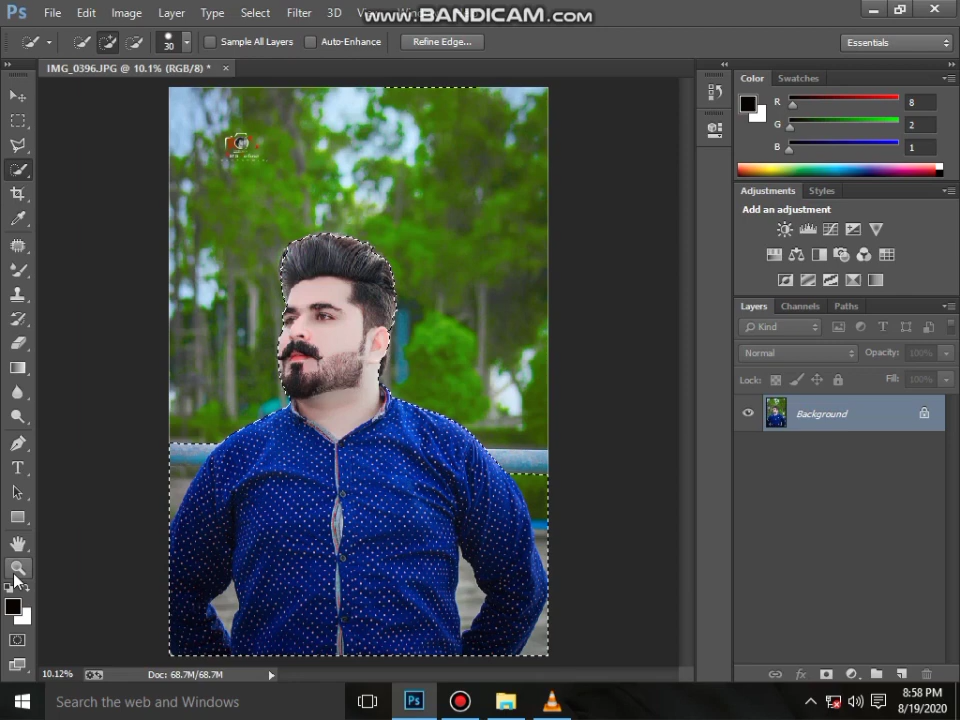 Ps File Edit Image Layer Type Select Filter 3D
www.BANDICAM.com
30 Sample All Layers Auto-Enhance Refine Edge... Essentials
IMG_0396.JPG @ 10.1% (RGB/8) * ×
Color Swatches
R 8
G 2
B 1
Adjustments Styles
Add an adjustment
Layers Channels Paths
Kind
Normal Opacity: 100%
Lock: Fill: 100%
Background
10.12% Doc: 68.7M/68.7M
Search the web and Windows
Ps
8:58 PM
8/19/2020